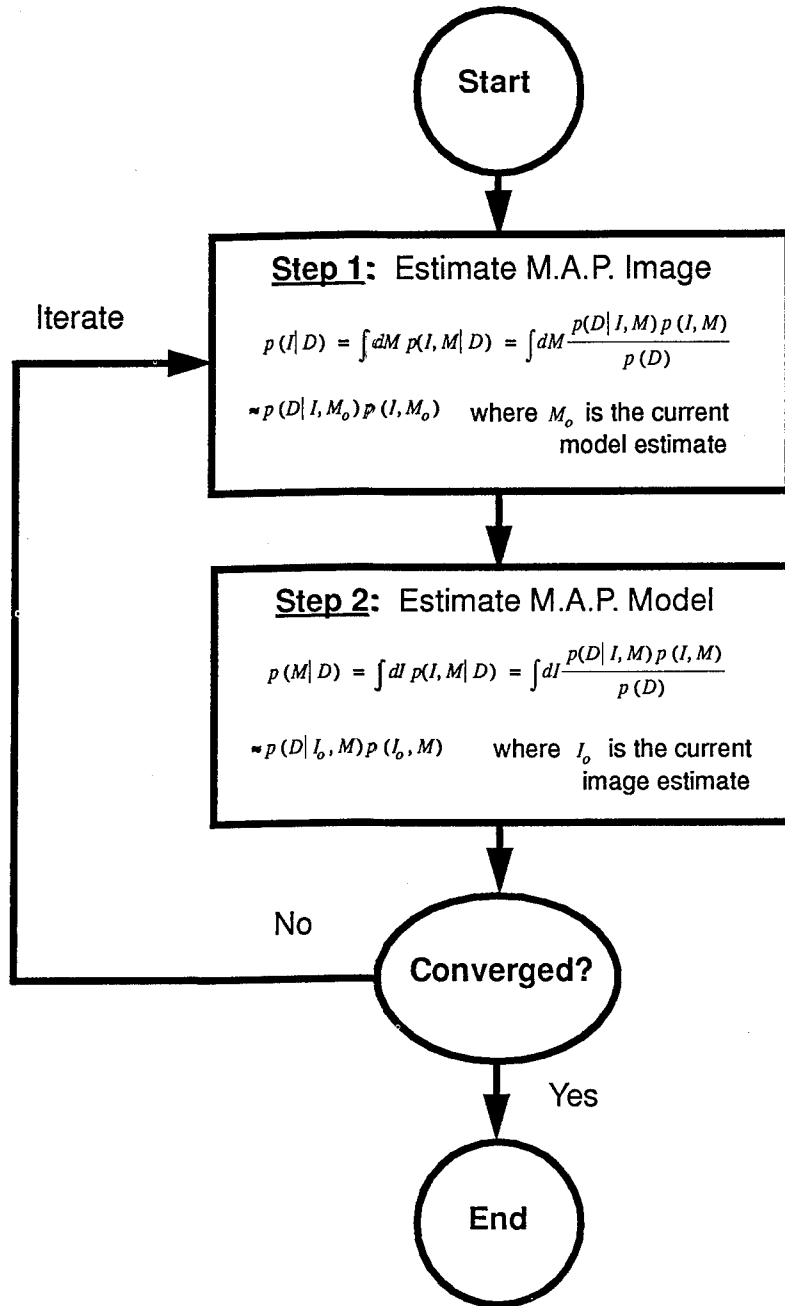 Start
Step 1: Estimate M.A.P. Image
Iterate
p (I| D) = ∫ dM p(I, M| D) = ∫ dM p(D| I, M) p (I, M) / p (D)
≈ p (D| I, M_o) p (I, M_o) where M_o is the current
model estimate
Step 2: Estimate M.A.P. Model
p (M| D) = ∫ dI p(I, M| D) = ∫ dI p(D| I, M) p (I, M) / p (D)
≈ p (D| I_o, M) p (I_o, M) where I_o is the current
image estimate
No
Converged?
Yes
End